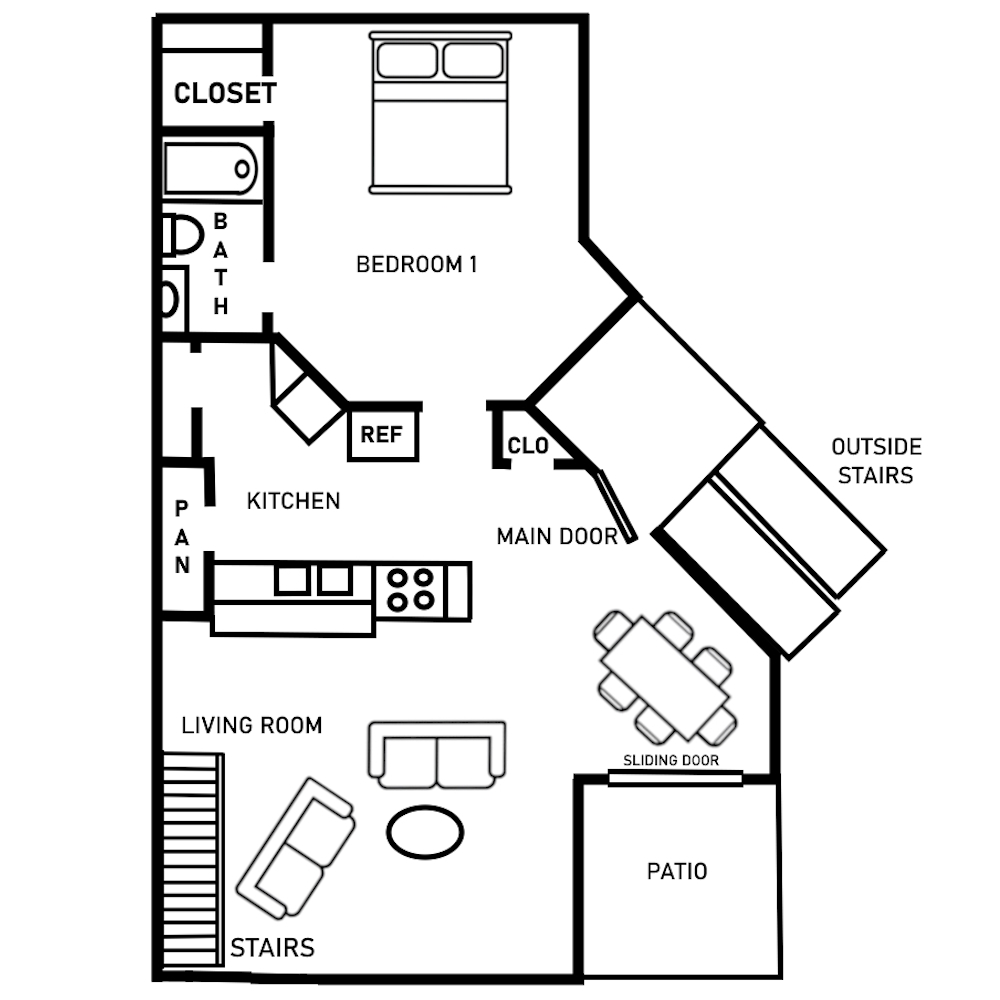 CLOSET
BATH
BEDROOM 1
REF
CLO
OUTSIDE
STAIRS
KITCHEN
PAN
MAIN DOOR
LIVING ROOM
SLIDING DOOR
PATIO
STAIRS